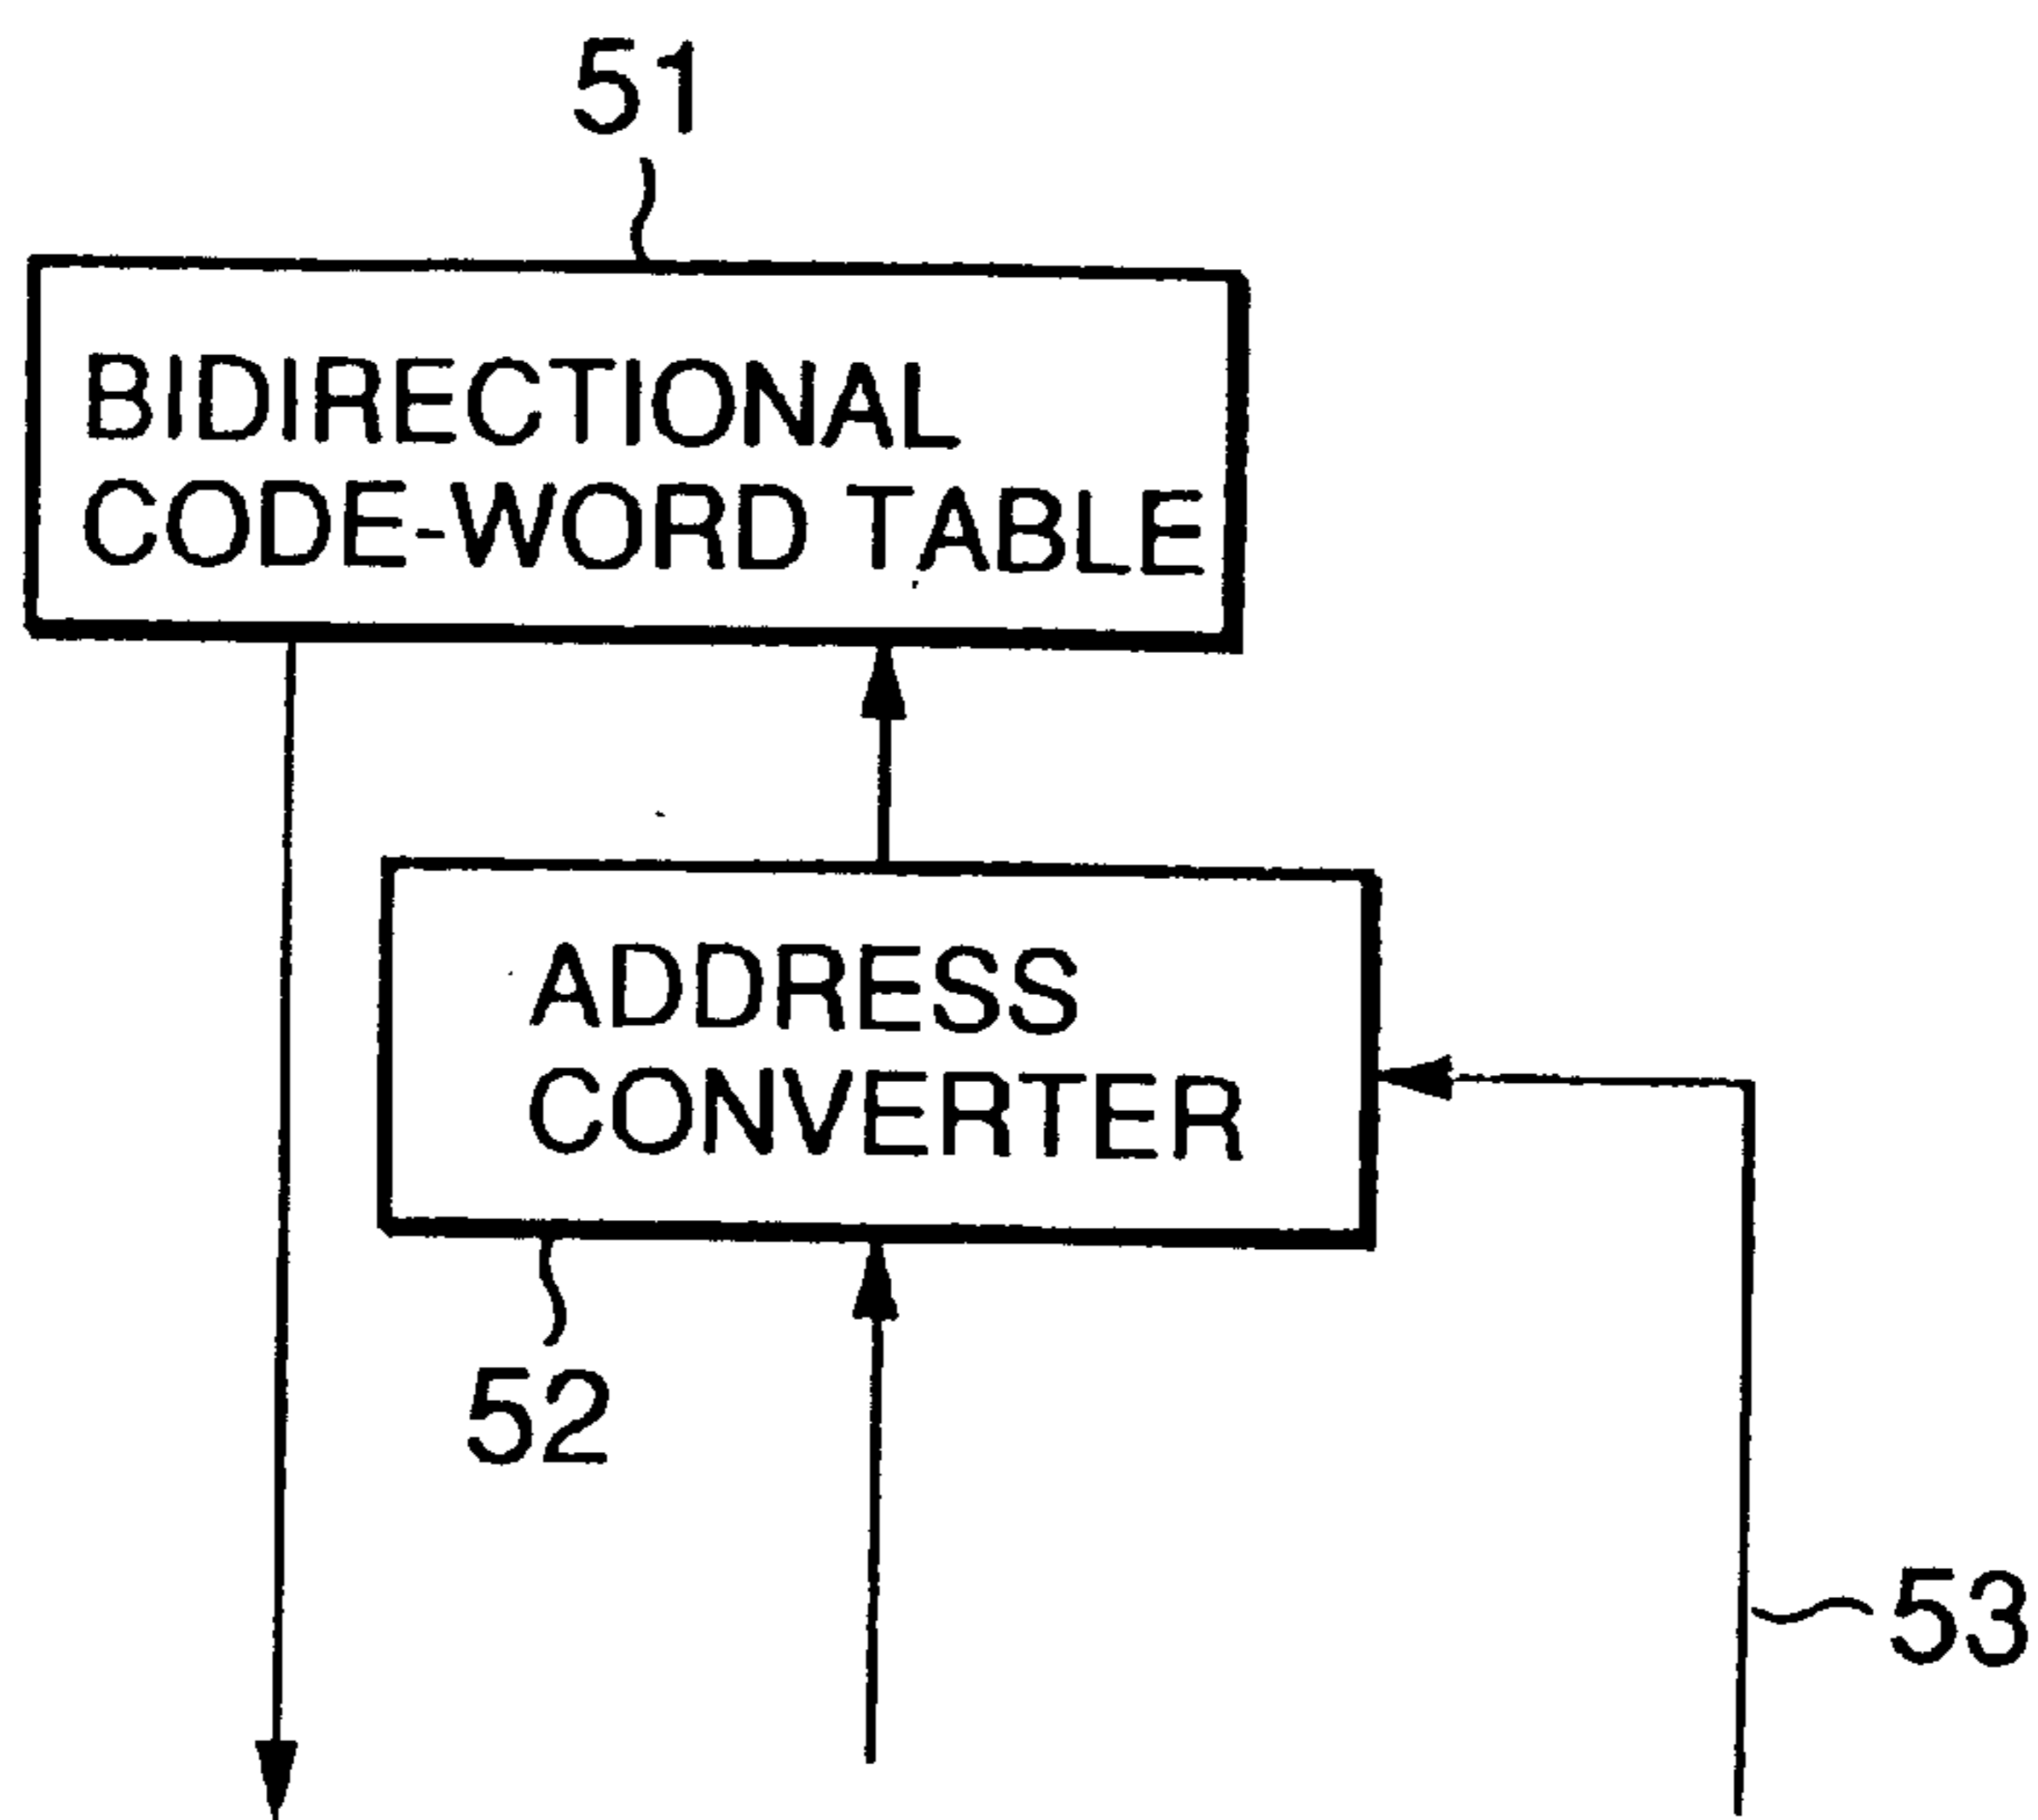 51
BIDIRECTIONAL
CODE-WORD TABLE
ADDRESS
CONVERTER
52
53